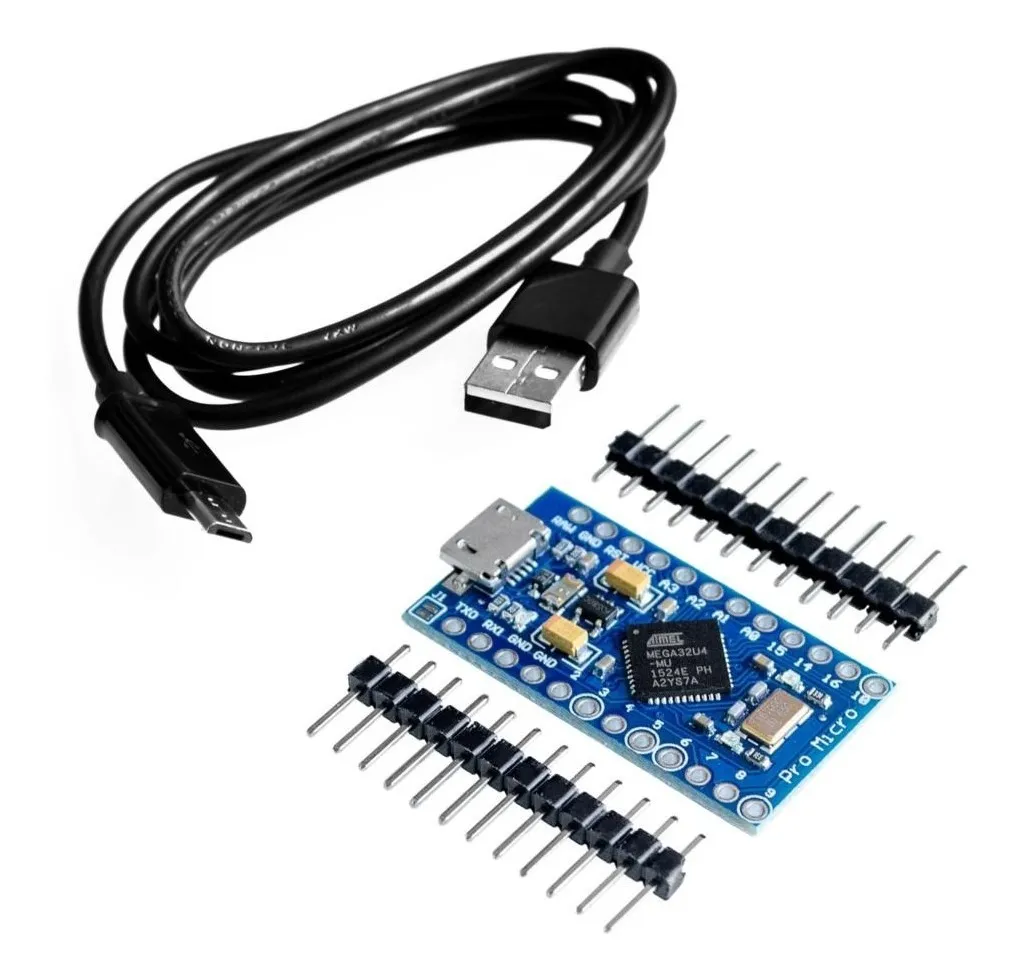 RAW GND RST VCC A3 A2 A1 A0 15 14 16 10
J1
TXO RXI GND GND 2 3 4 5 6 7 8 9
ATMEL
MEGA32U4
-MU
1524E PH
A2YS7A
Pro Micro